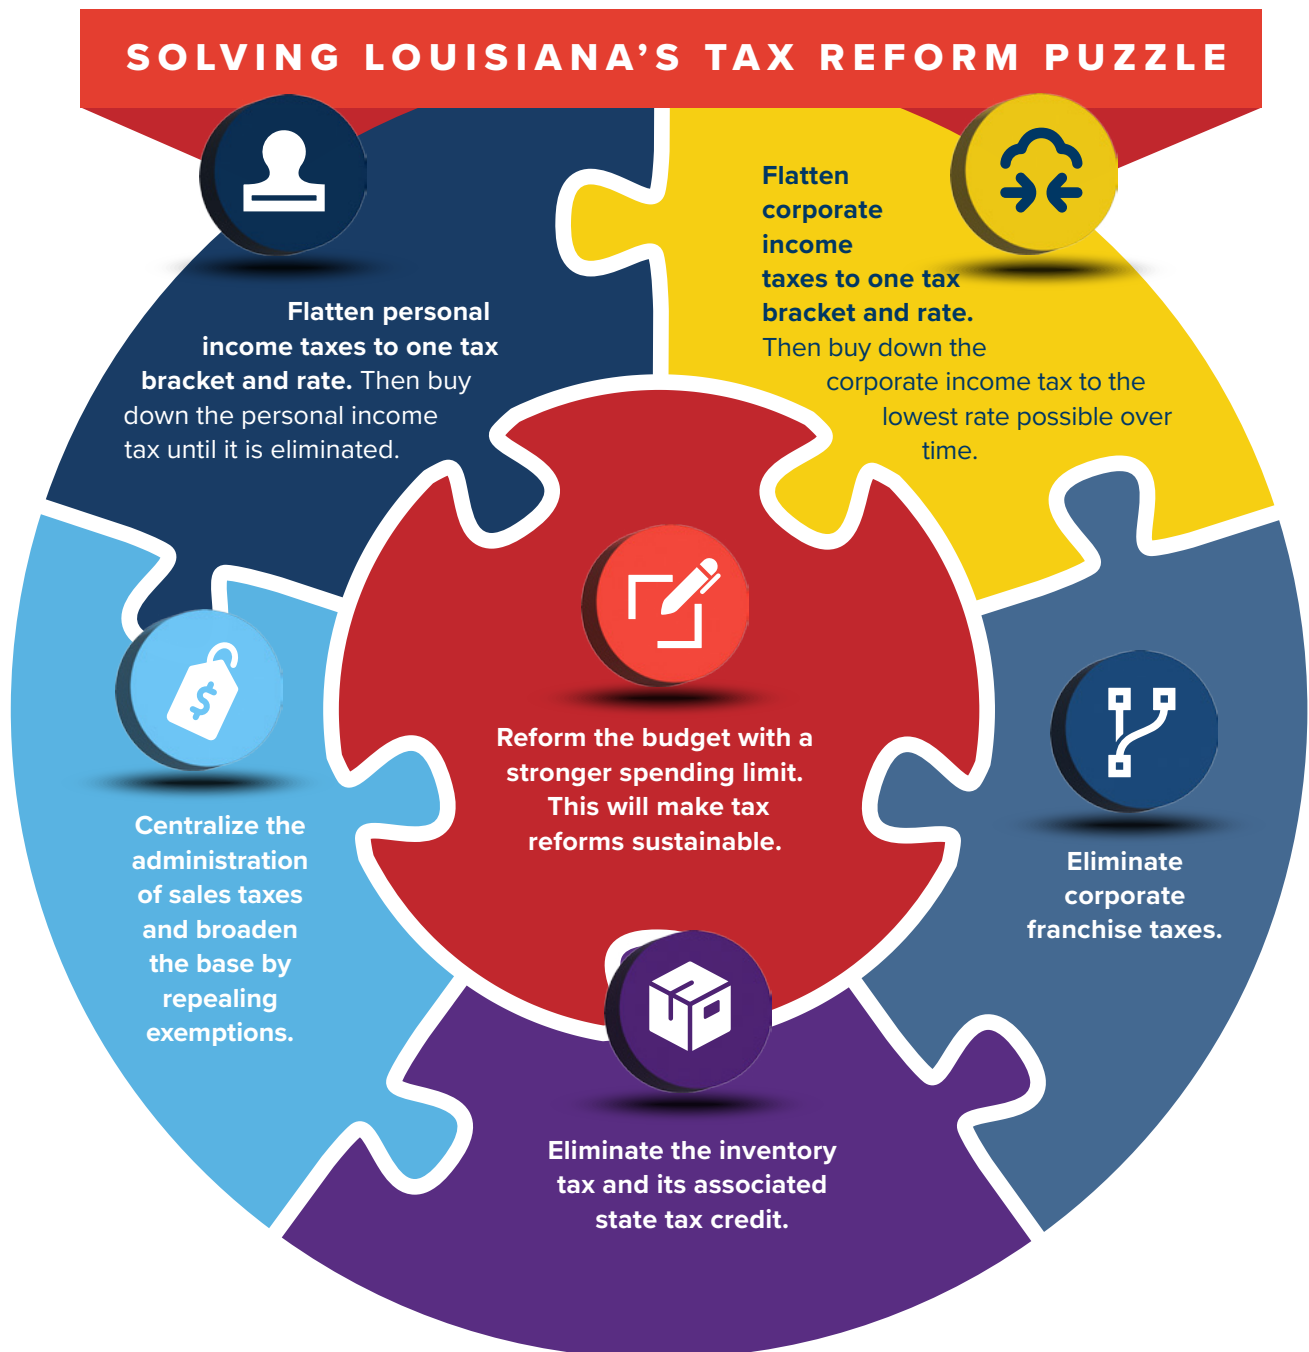 SOLVING LOUISIANA'S TAX REFORM PUZZLE
Flatten personal
income taxes to one tax
bracket and rate. Then buy
down the personal income
tax until it is eliminated.
Flatten
corporate
income
taxes to one tax
bracket and rate.
Then buy down the
corporate income tax to the
lowest rate possible over
time.
Reform the budget with a
stronger spending limit.
This will make tax
reforms sustainable.
$
Centralize the
administration
of sales taxes
and broaden
the base by
repealing
exemptions.
Eliminate
corporate
franchise taxes.
Eliminate the inventory
tax and its associated
state tax credit.